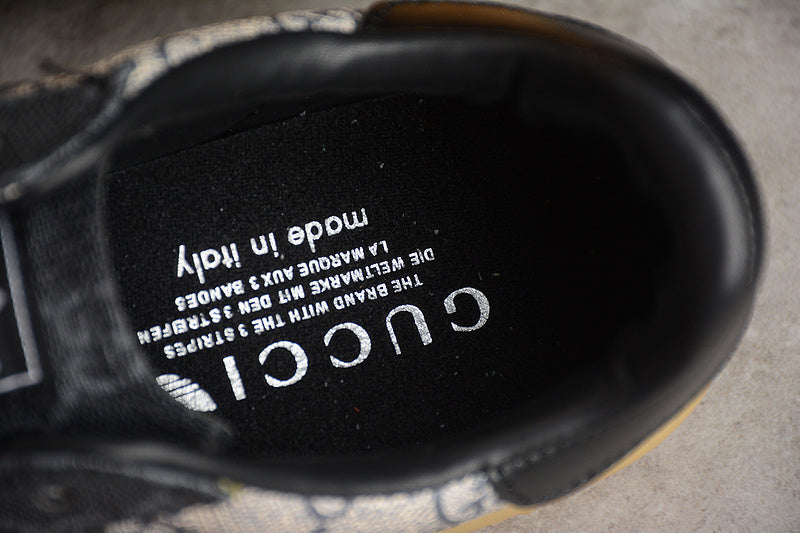 GUCCI
THE BRAND WITH THE 3 STRIPES
DIE WELTMARKE MIT DEN 3 STREIFEN
LA MARQUE AUX 3 BANDES
made in italy